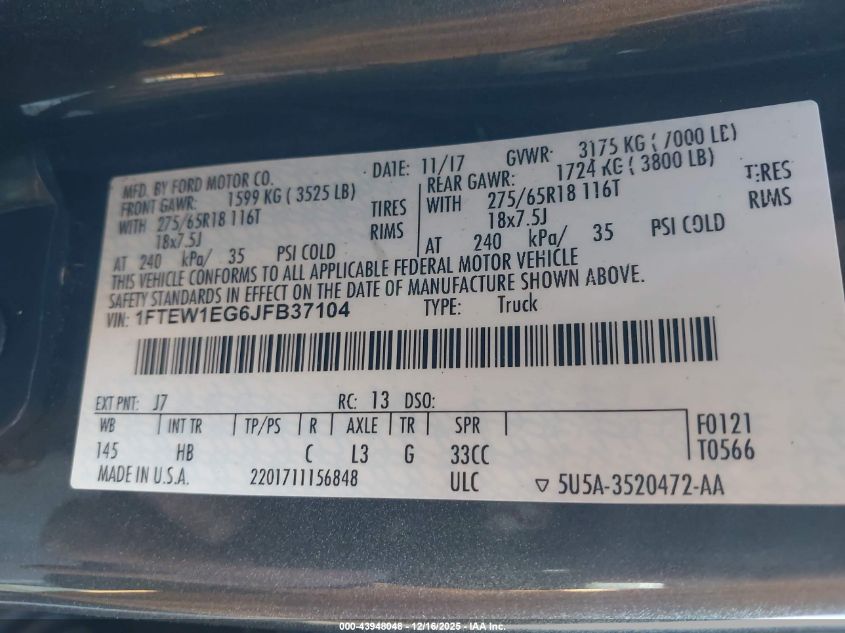 MFD. BY FORD MOTOR CO. DATE: 11/17 GVWR: 3175 KG ( 7000 LB)
FRONT GAWR: 1599 KG ( 3525 LB) REAR GAWR: 1724 KG ( 3800 LB)
WITH 275/65R18 116T TIRES WITH 275/65R18 116T TIRES
18x7.5J RIMS 18x7.5J RIMS
AT 240 kPa/ 35 PSI COLD AT 240 kPa/ 35 PSI COLD
THIS VEHICLE CONFORMS TO ALL APPLICABLE FEDERAL MOTOR VEHICLE
SAFETY STANDARDS IN EFFECT ON THE DATE OF MANUFACTURE SHOWN ABOVE.
VIN: 1FTEW1EG6JFB37104 TYPE: Truck
EXT PNT: J7 RC: 13 DSO:
WB INT TR TP/PS R AXLE TR SPR F0121
145 HB C L3 G 33CC T0566
MADE IN U.S.A. 2201711156848 ULC ▽ 5U5A-3520472-AA
000-43948048 - 12/16/2025 - IAA Inc.